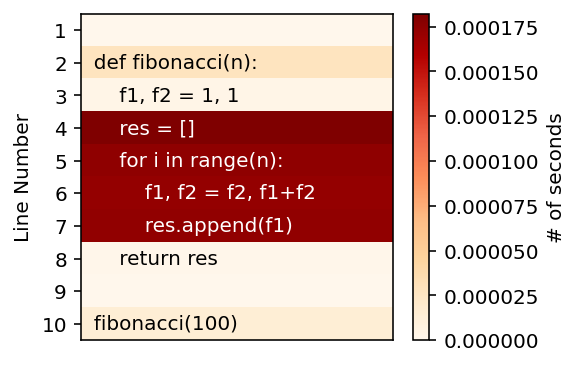 Line Number
1
2 def fibonacci(n):
3 f1, f2 = 1, 1
4 res = []
5 for i in range(n):
6 f1, f2 = f2, f1+f2
7 res.append(f1)
8 return res
9
10 fibonacci(100)
0.000175
0.000150
0.000125
0.000100
0.000075
0.000050
0.000025
0.000000
# of seconds